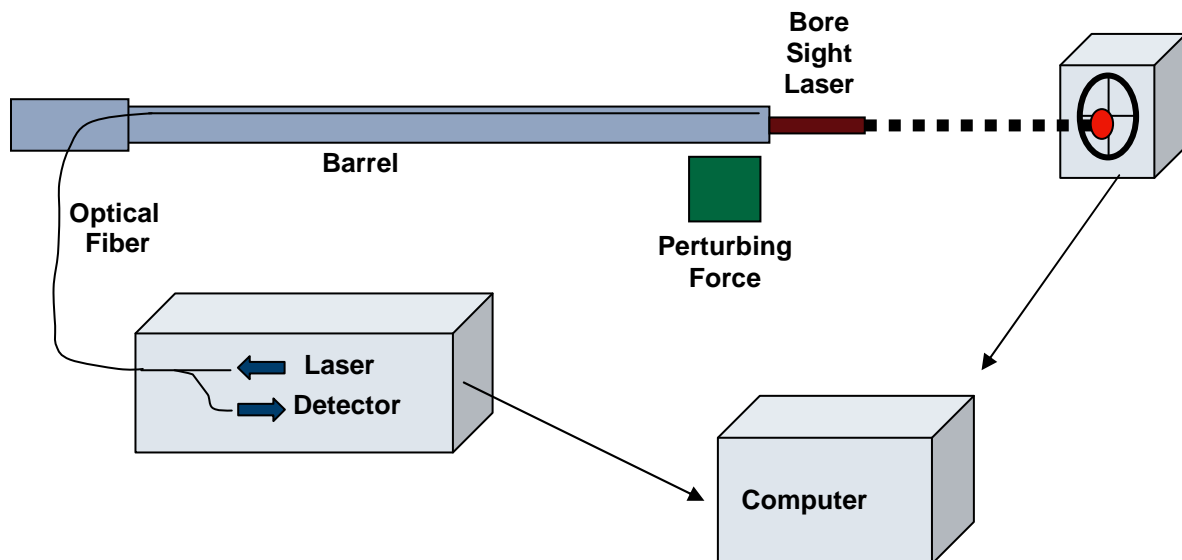 Bore
Sight
Laser
Barrel
Optical
Fiber
Perturbing
Force
Laser
Detector
Computer